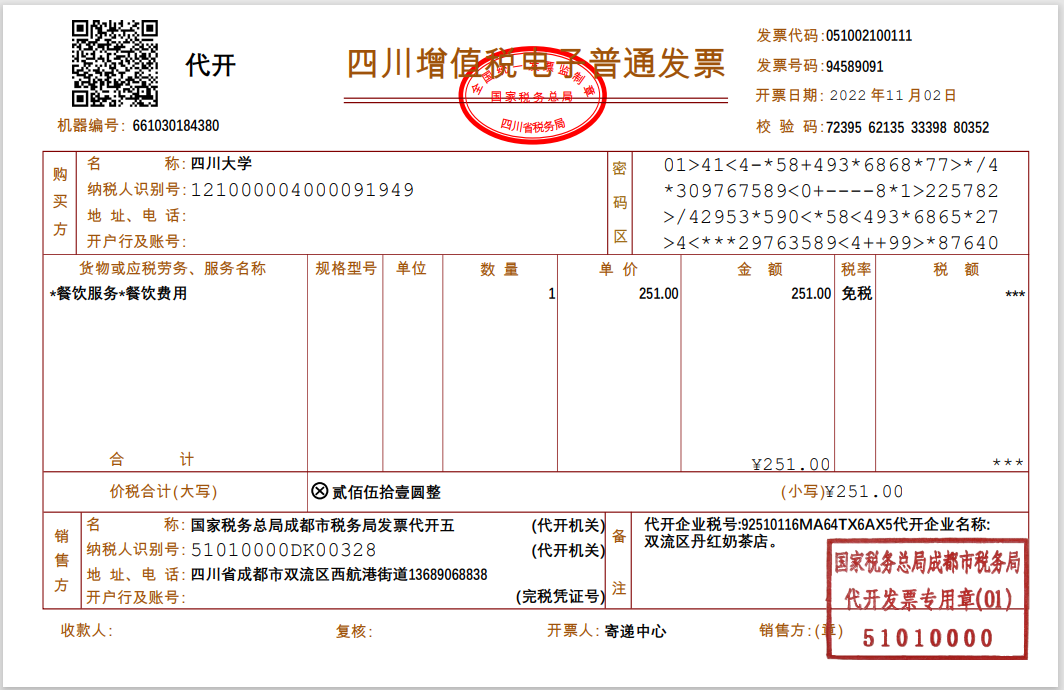 代开
四川增值税电子普通发票
全国统一发票监制章
国家税务总局
四川省税务局
发票代码:051002100111
发票号码:94589091
开票日期: 2022 年11 月02日
校 验 码:72395 62135 33398 80352
机器编号: 661030184380
购买方
名 称: 四川大学
纳税人识别号: 121000004000091949
地 址、电 话:
开户行及账号:
密码区
01>41<4-*58+493*6868*77>*/4
*309767589<0+----8*1>225782
>/42953*590<*58<493*6865*27
>4<***29763589<4++99>*87640
货物或应税劳务、服务名称 规格型号 单位 数 量 单 价 金 额 税率 税 额
*餐饮服务*餐饮费用 1 251.00 251.00 免税 ***
合 计 ¥251.00 ***
价税合计(大写) ⊗ 贰佰伍拾壹圆整 (小写)¥251.00
销售方
名 称: 国家税务总局成都市税务局发票代开五 (代开机关)
纳税人识别号: 51010000DK00328 (代开机关)
地 址、电 话: 四川省成都市双流区西航港街道13689068838
开户行及账号: (完税凭证号)
备注
代开企业税号:92510116MA64TX6AX5代开企业名称:
双流区丹红奶茶店。
国家税务总局成都市税务局
代开发票专用章(01)
51010000
收款人: 复核: 开票人: 寄递中心 销售方:(章)